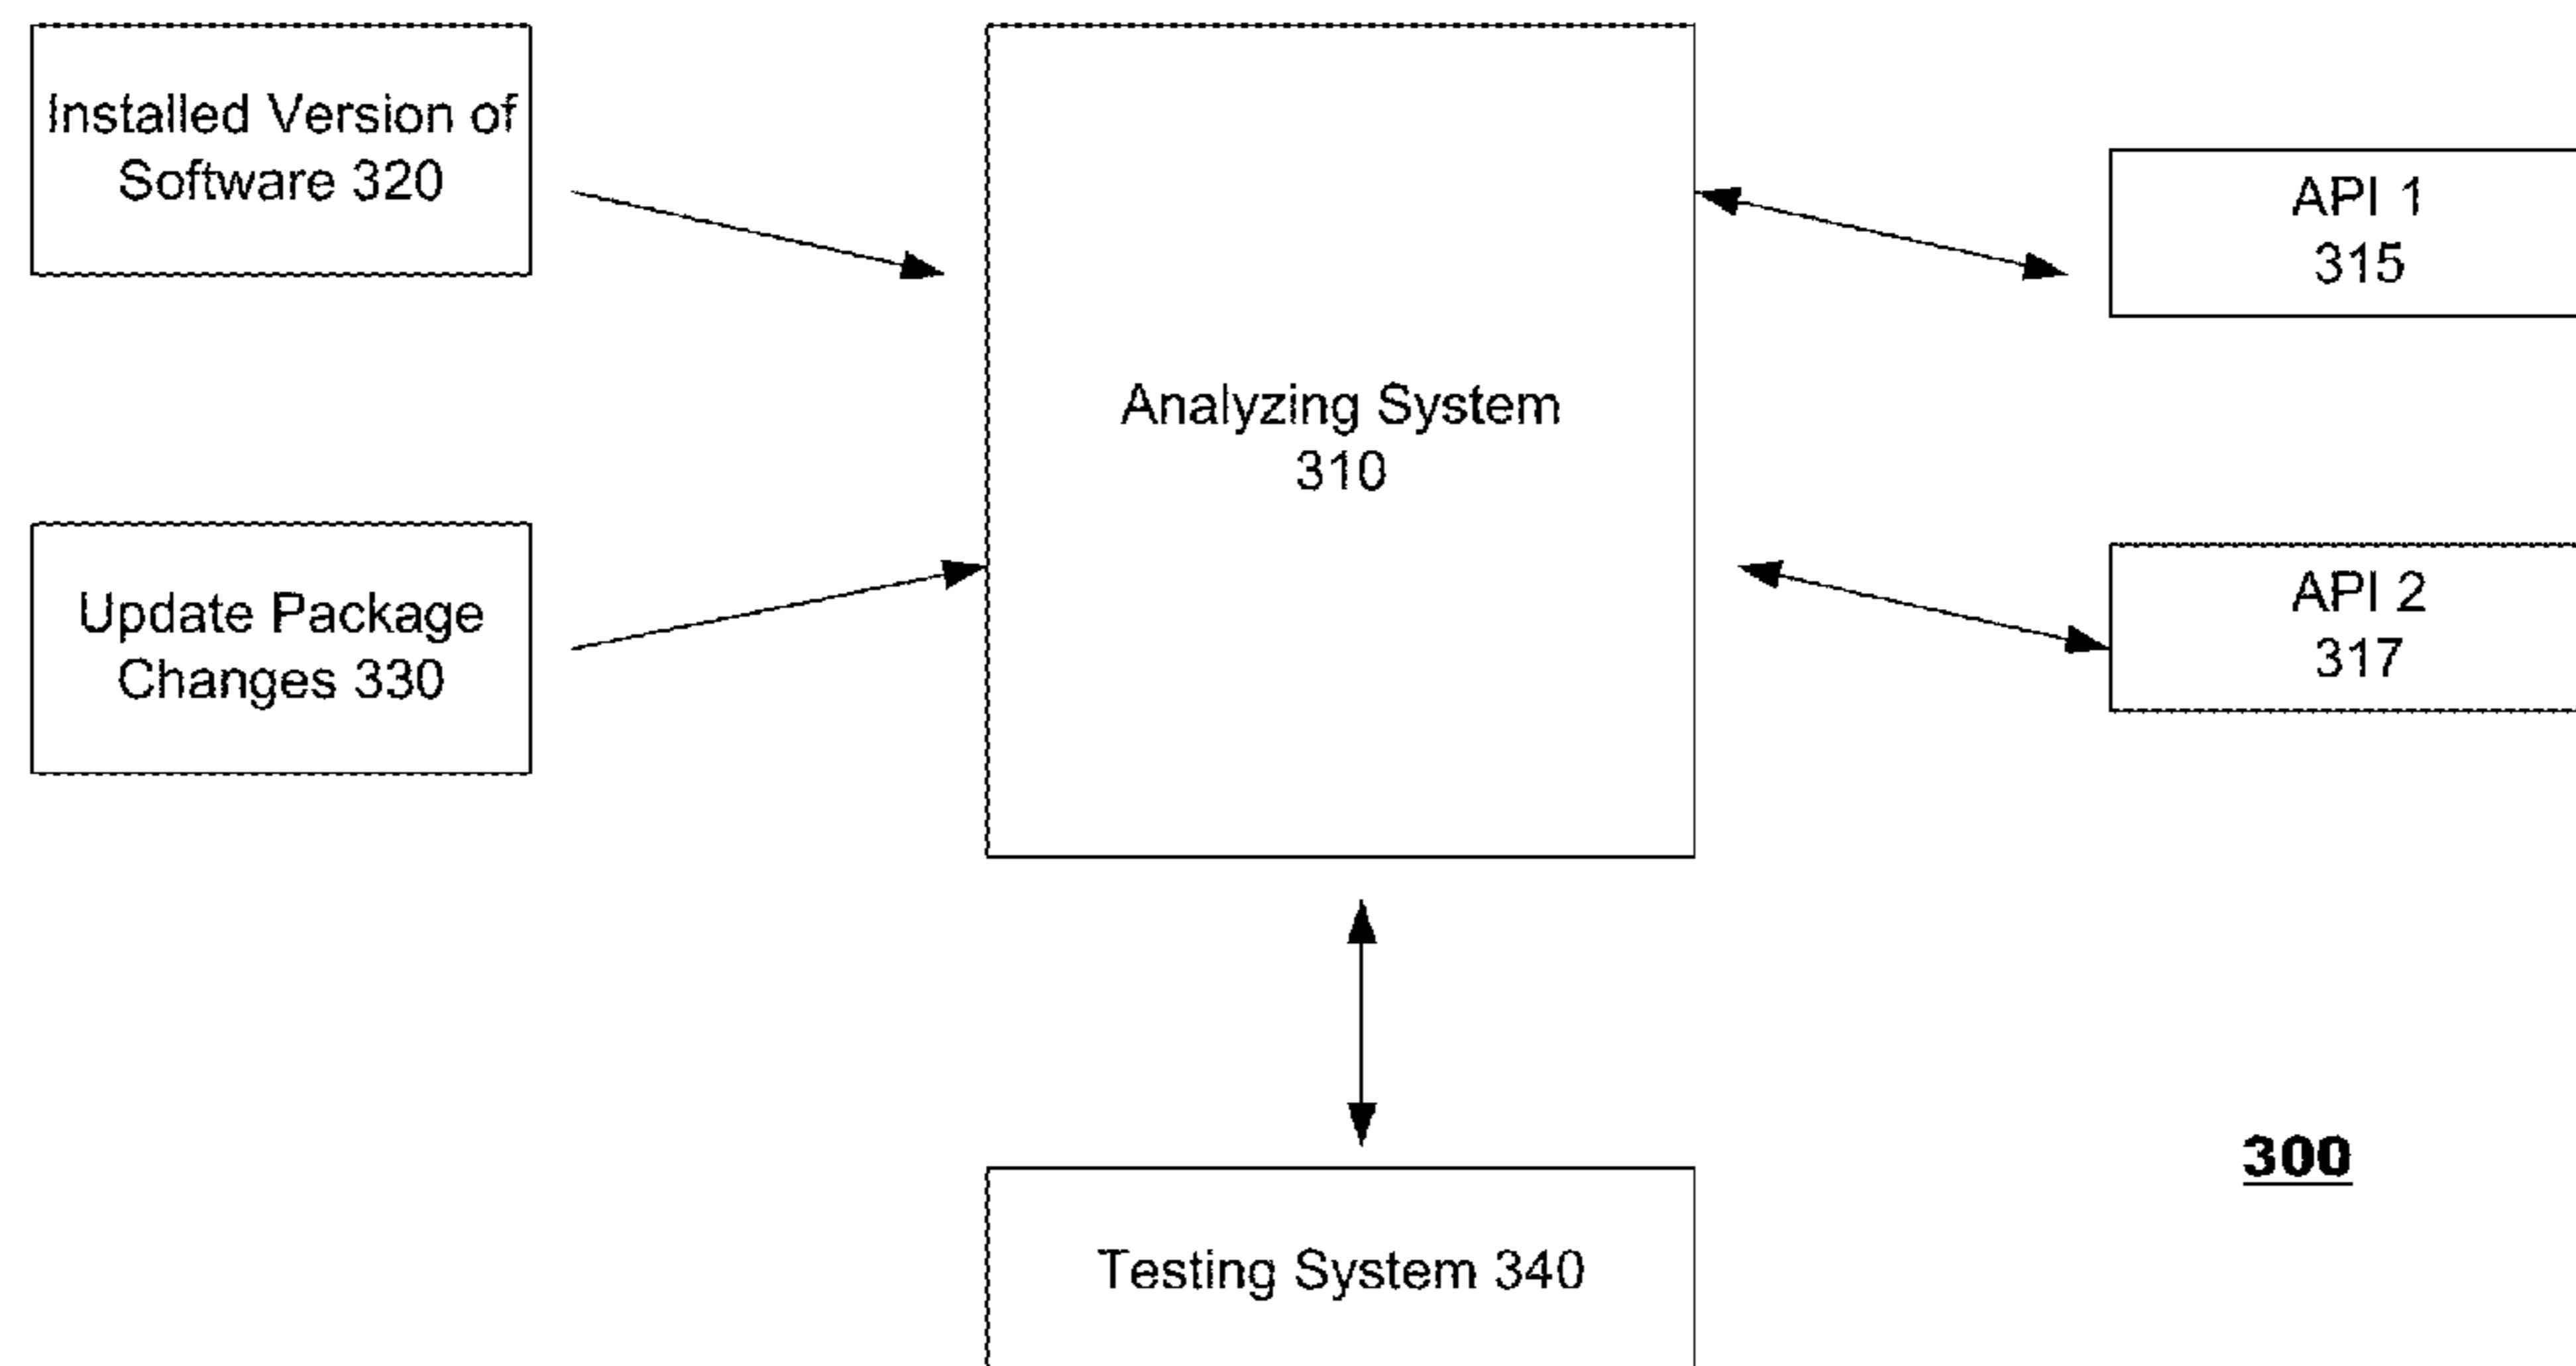 Installed Version of
Software 320
Update Package
Changes 330
Analyzing System
310
API 1
315
API 2
317
Testing System 340
300